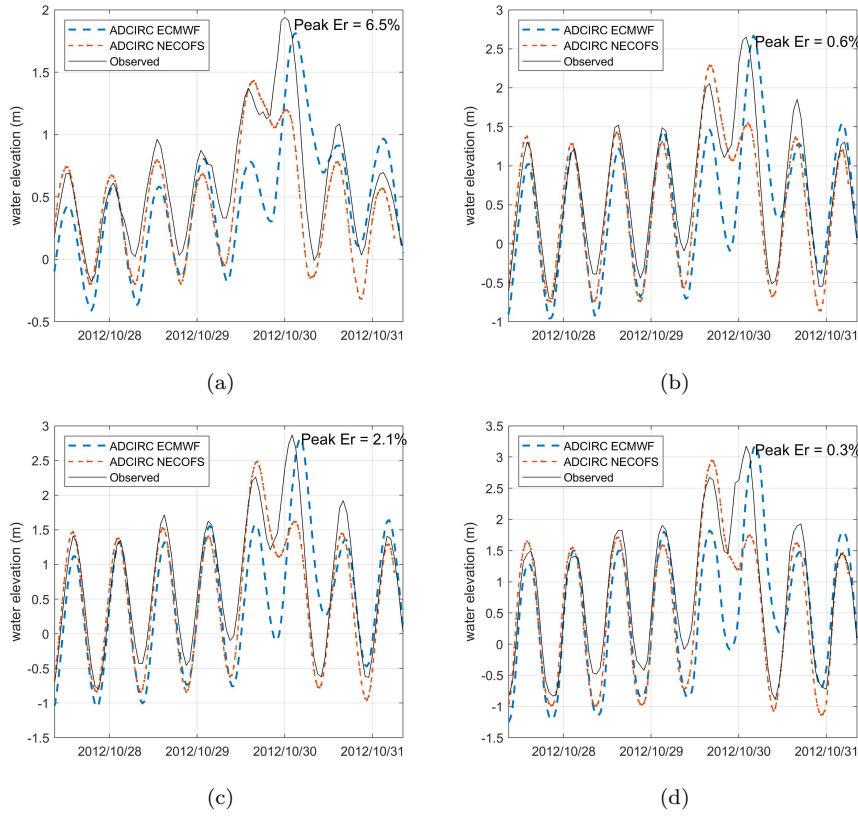 2
1.5
1
0.5
0
-0.5
water elevation (m)
ADCIRC ECMWF
ADCIRC NECOFS
Observed
Peak Er = 6.5%
2012/10/28 2012/10/29 2012/10/30 2012/10/31
(a)
3
2.5
2
1.5
1
0.5
0
-0.5
-1
water elevation (m)
ADCIRC ECMWF
ADCIRC NECOFS
Observed
Peak Er = 0.6%
2012/10/28 2012/10/29 2012/10/30 2012/10/31
(b)
3
2.5
2
1.5
1
0.5
0
-0.5
-1
-1.5
water elevation (m)
ADCIRC ECMWF
ADCIRC NECOFS
Observed
Peak Er = 2.1%
2012/10/28 2012/10/29 2012/10/30 2012/10/31
(c)
3.5
3
2.5
2
1.5
1
0.5
0
-0.5
-1
-1.5
water elevation (m)
ADCIRC ECMWF
ADCIRC NECOFS
Observed
Peak Er = 0.3%
2012/10/28 2012/10/29 2012/10/30 2012/10/31
(d)